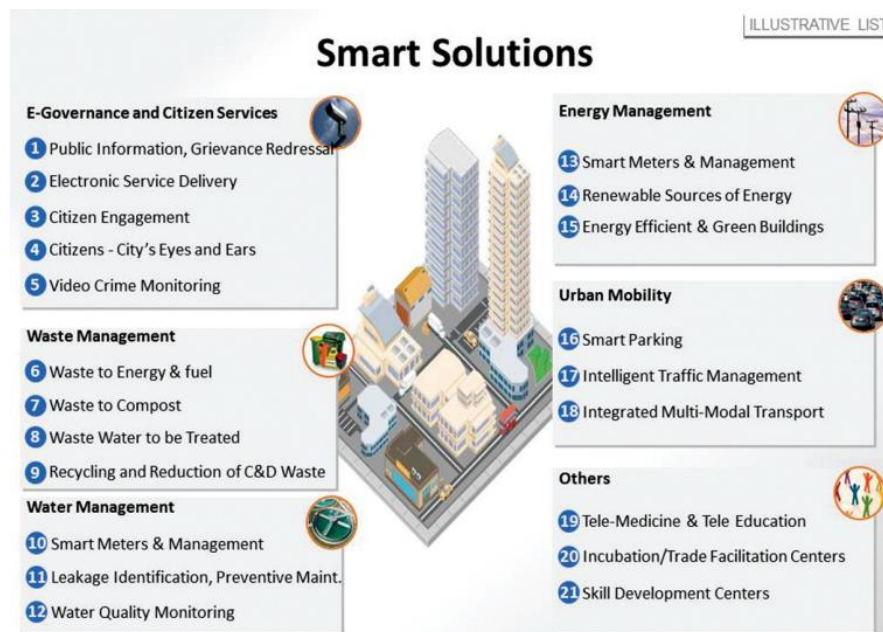 ILLUSTRATIVE LIST
Smart Solutions
E-Governance and Citizen Services
1 Public Information, Grievance Redressal
2 Electronic Service Delivery
3 Citizen Engagement
4 Citizens - City's Eyes and Ears
5 Video Crime Monitoring
Waste Management
6 Waste to Energy & fuel
7 Waste to Compost
8 Waste Water to be Treated
9 Recycling and Reduction of C&D Waste
Water Management
10 Smart Meters & Management
11 Leakage Identification, Preventive Maint.
12 Water Quality Monitoring
Energy Management
13 Smart Meters & Management
14 Renewable Sources of Energy
15 Energy Efficient & Green Buildings
Urban Mobility
16 Smart Parking
17 Intelligent Traffic Management
18 Integrated Multi-Modal Transport
Others
19 Tele-Medicine & Tele Education
20 Incubation/Trade Facilitation Centers
21 Skill Development Centers